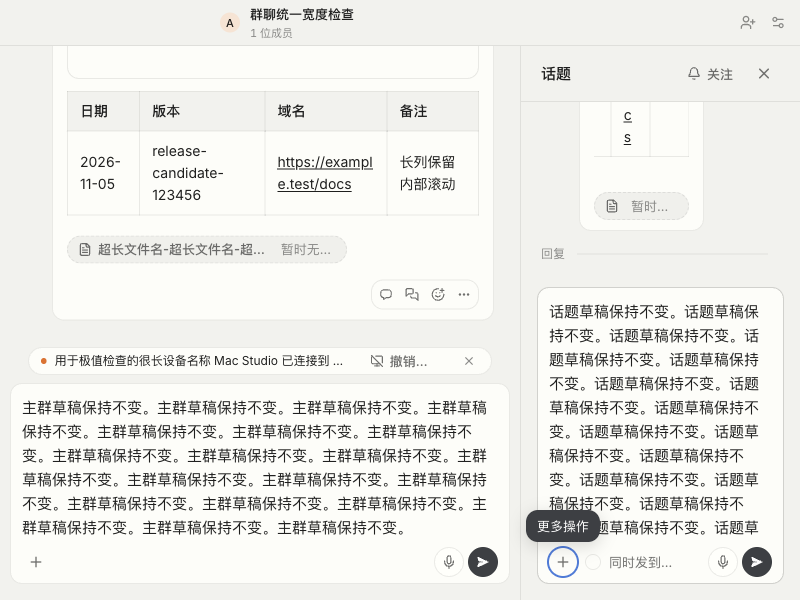 A
群聊统一宽度检查
1 位成员
日期
版本
域名
备注
2026-
11-05
release-
candidate-
123456
https://exampl
e.test/docs
长列保留
内部滚动
超长文件名-超长文件名-超...
暂时无...
用于极值检查的很长设备名称 Mac Studio 已连接到 ...
撤销...
主群草稿保持不变。主群草稿保持不变。主群草稿保持不变。主群草稿
保持不变。主群草稿保持不变。主群草稿保持不变。主群草稿保持不
变。主群草稿保持不变。主群草稿保持不变。主群草稿保持不变。主群
草稿保持不变。主群草稿保持不变。主群草稿保持不变。主群草稿保持
不变。主群草稿保持不变。主群草稿保持不变。主群草稿保持不变。主
群草稿保持不变。主群草稿保持不变。主群草稿保持不变。
话题
关注
c
s
暂时...
回复
话题草稿保持不变。话题草稿保
持不变。话题草稿保持不变。话
题草稿保持不变。话题草稿保持
不变。话题草稿保持不变。话题
草稿保持不变。话题草稿保持不
变。话题草稿保持不变。话题草
稿保持不变。话题草稿保持不
变。话题草稿保持不变。话题草
稿保持不变。话题草稿保持不
题草稿保持不变。话题草
更多操作
同时发到...